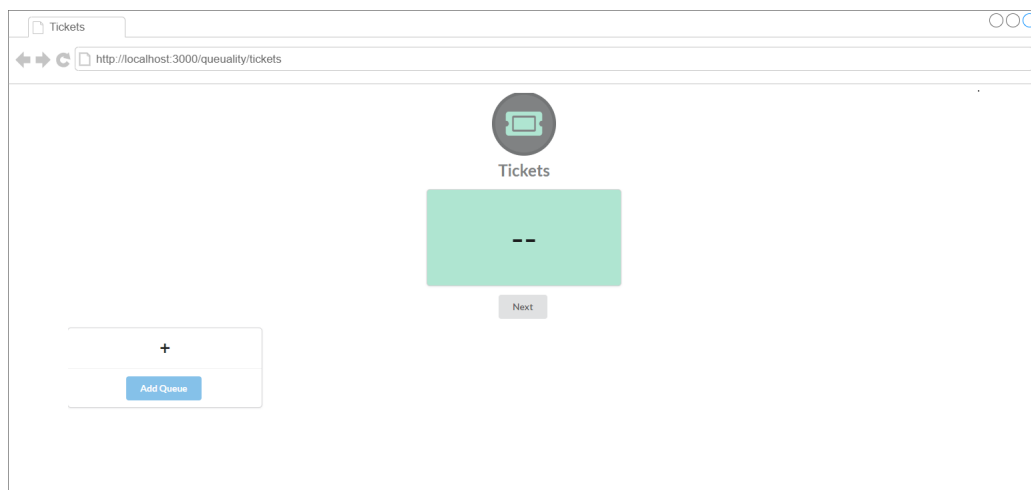 Tickets
http://localhost:3000/queuality/tickets
Tickets
--
Next
+
Add Queue